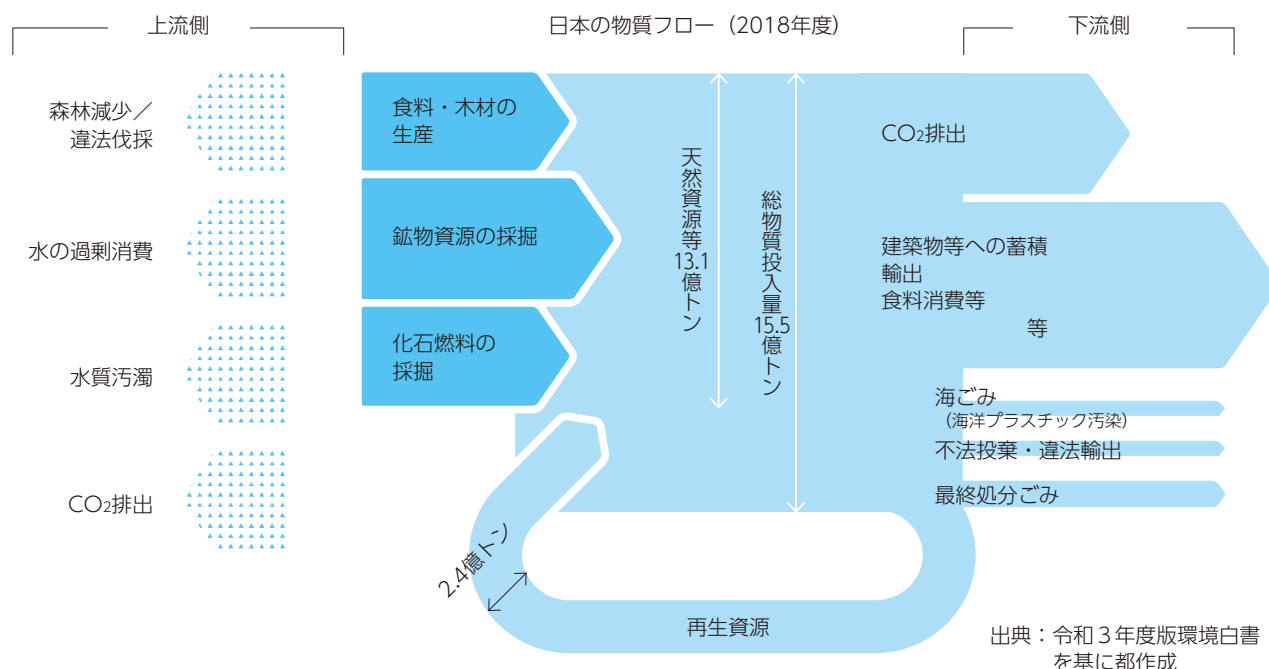 上流側
日本の物質フロー（2018年度）
下流側
森林減少／
違法伐採
水の過剰消費
水質汚濁
CO₂排出
食料・木材の
生産
鉱物資源の採掘
化石燃料の
採掘
天然資源等13.1億トン
総物質投入量15.5億トン
CO₂排出
建築物等への蓄積
輸出
食料消費等
等
海ごみ
（海洋プラスチック汚染）
不法投棄・違法輸出
最終処分ごみ
2.4億トン
再生資源
出典：令和３年度版環境白書
を基に都作成